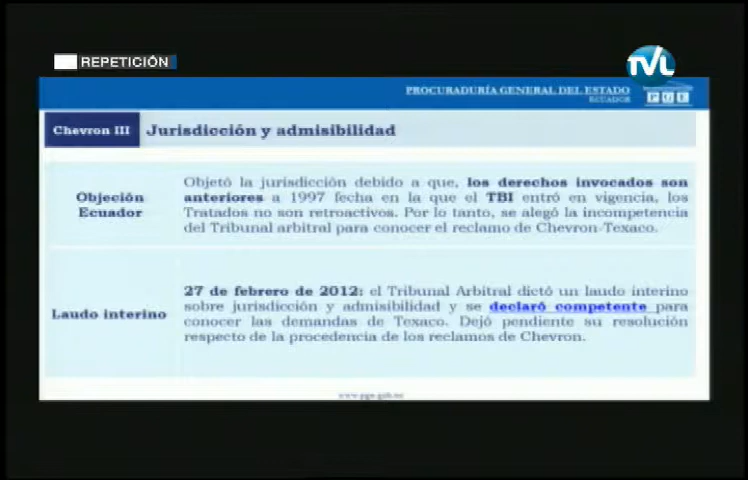 REPETICIÓN
TVL
PROCURADURÍA GENERAL DEL ESTADO
ECUADOR
PGE
Chevron III
Jurisdicción y admisibilidad
Objeción
Ecuador
Objetó la jurisdicción debido a que, los derechos invocados son
anteriores a 1997 fecha en la que el TBI entró en vigencia, los
Tratados no son retroactivos. Por lo tanto, se alegó la incompetencia
del Tribunal arbitral para conocer el reclamo de Chevron-Texaco.
Laudo interino
27 de febrero de 2012: el Tribunal Arbitral dictó un laudo interino
sobre jurisdicción y admisibilidad y se declaró competente para
conocer las demandas de Texaco. Dejó pendiente su resolución
respecto de la procedencia de los reclamos de Chevron.
www.pge.gob.ec